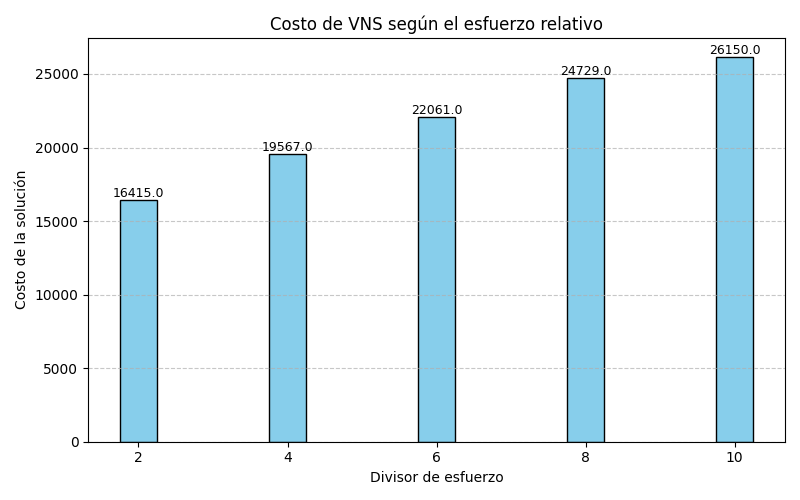 Costo de VNS según el esfuerzo relativo
26150.0
24729.0
22061.0
19567.0
16415.0
25000
20000
15000
10000
5000
0
Costo de la solución
2 4 6 8 10
Divisor de esfuerzo